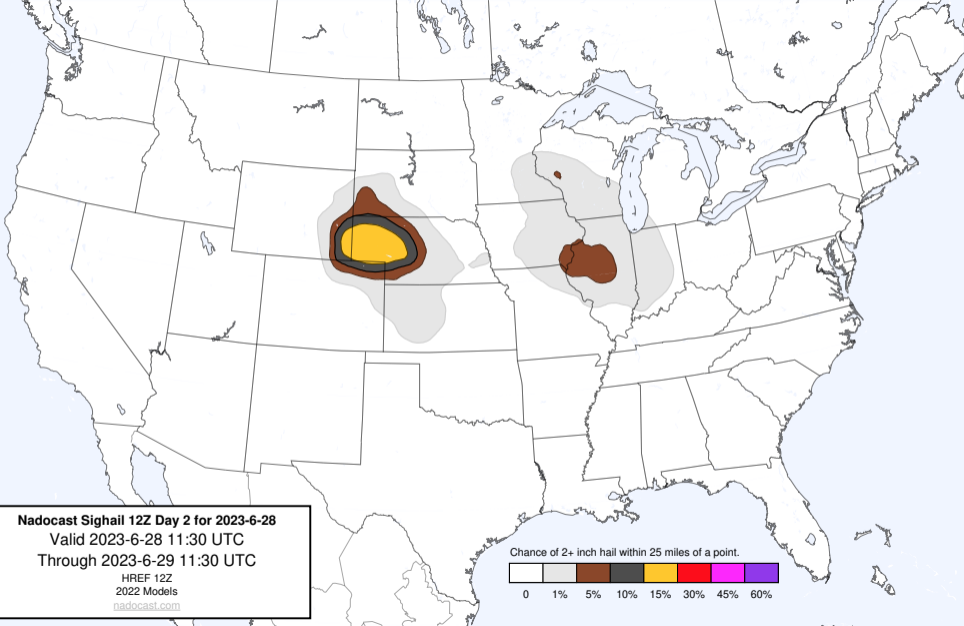 Nadocast Sighail 12Z Day 2 for 2023-6-28
Valid 2023-6-28 11:30 UTC
Through 2023-6-29 11:30 UTC
HREF 12Z
2022 Models
nadocast.com
Chance of 2+ inch hail within 25 miles of a point.
0 1% 5% 10% 15% 30% 45% 60%